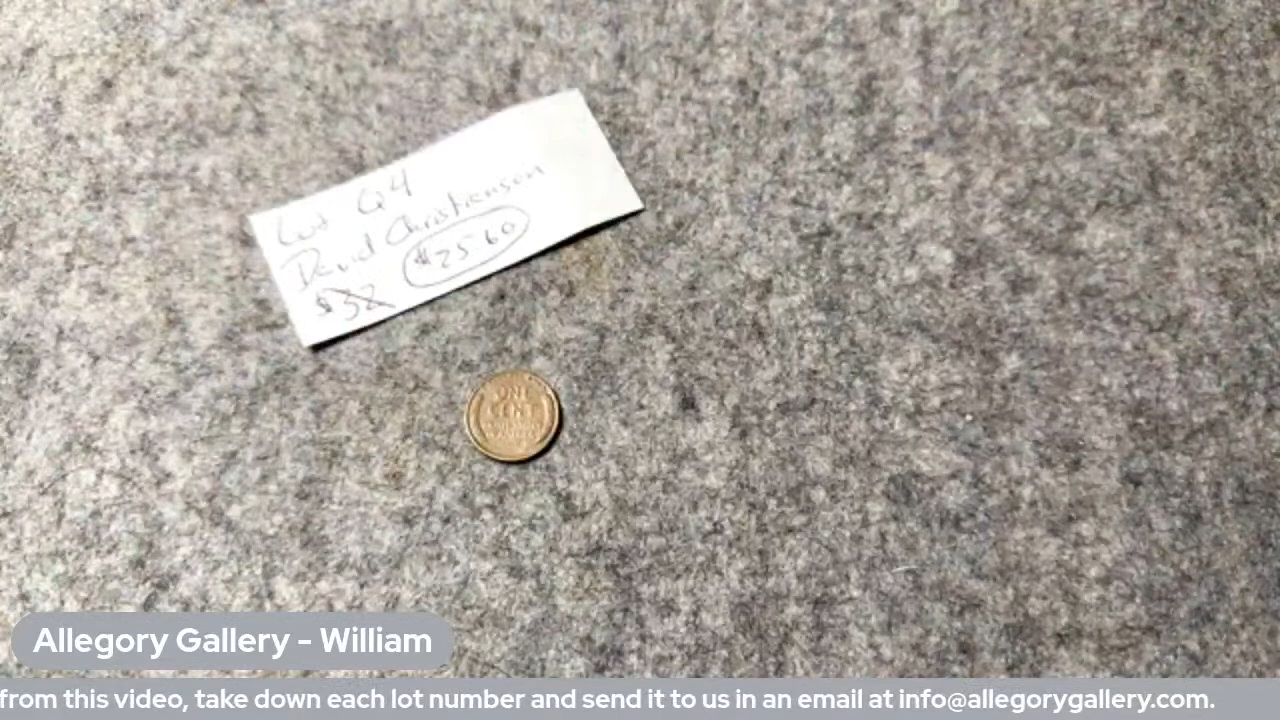 Lot Q4
David Christienson
$32 $25.60
ONE
CENT
Allegory Gallery - William
from this video, take down each lot number and send it to us in an email at info@allegorygallery.com.